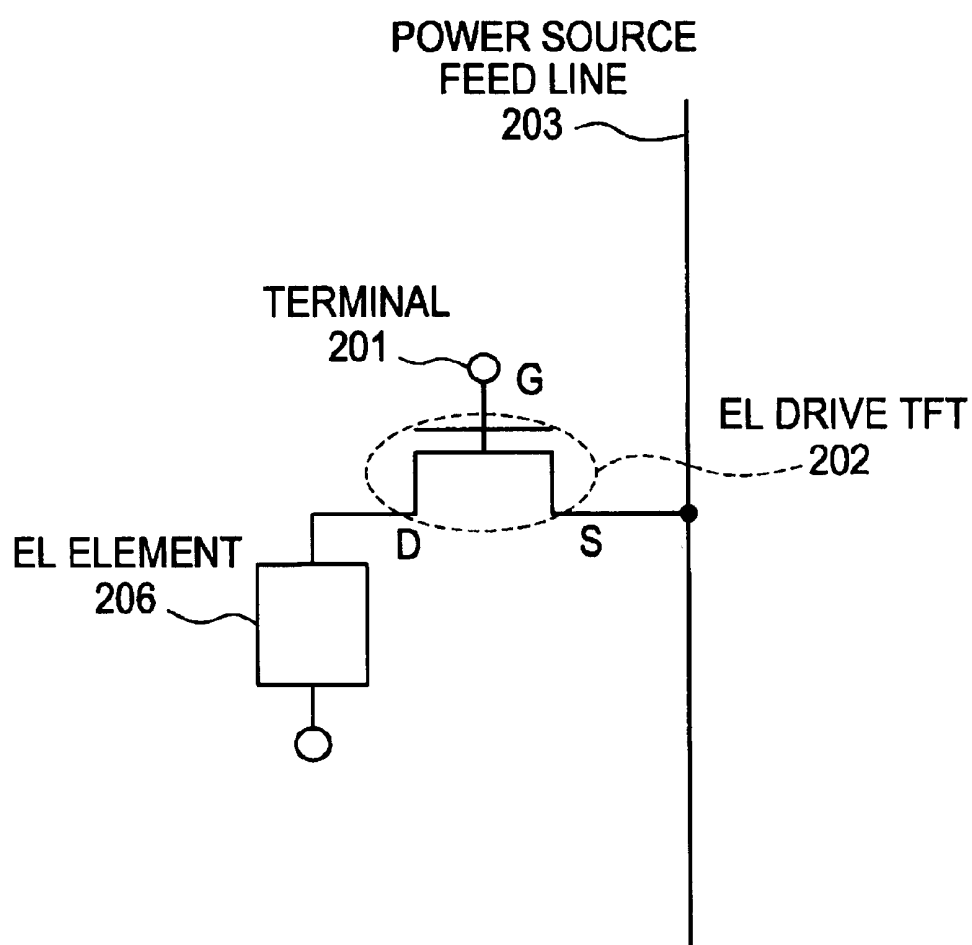 POWER SOURCE
FEED LINE
203
TERMINAL
201
G
EL DRIVE TFT
202
D
S
EL ELEMENT
206